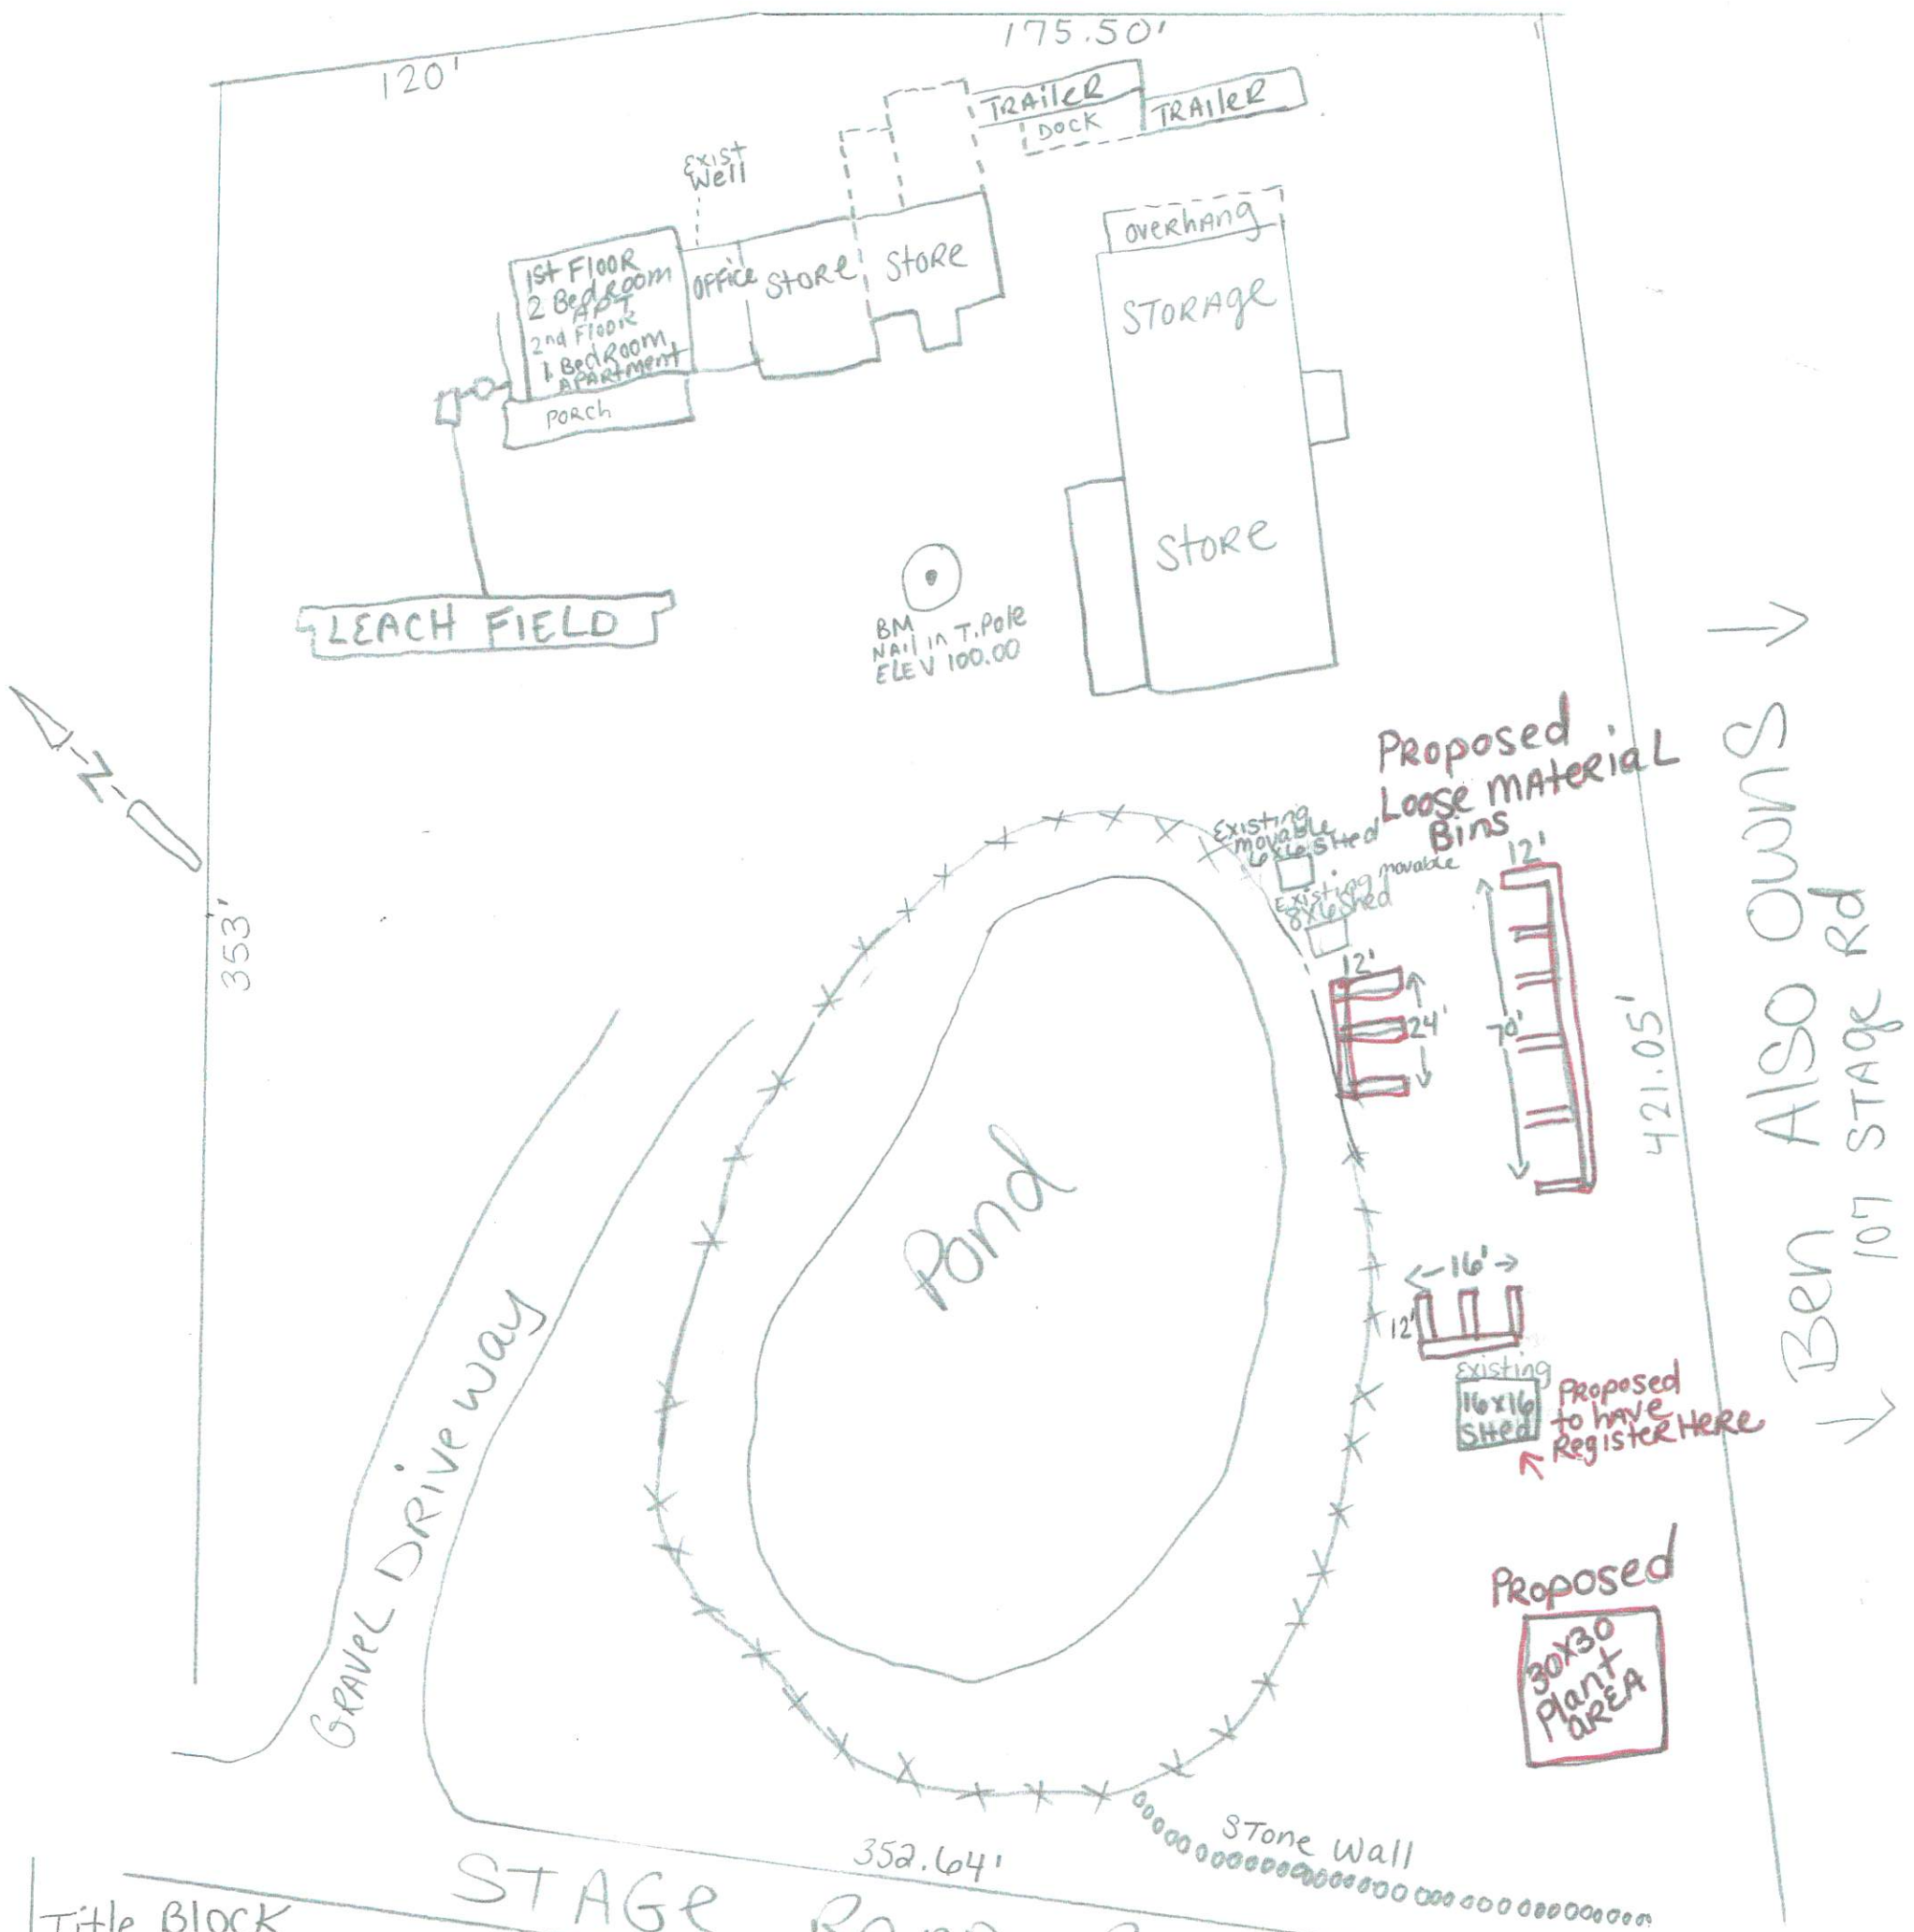 120'
175.50'
TRAILER
TRAILER
DOCK
EXIST
Well
OVERHANG
1ST FLOOR
2 BedRoom
APT
2nd FlooR
1 BedRoom
APARTment
OFFICE
STORE
STORE
STORAGE
PORCH
STORE
LEACH FIELD
BM
NAil in T.Pole
ELEV 100.00
N
353'
PROPOSED
LOOSE MATERIAL
BINS
Existing
movable
6x6 SHed
Existing movable
8x6 Shed
12'
12'
24'
70'
421.05'
Ben Also Owns
107 STAGE Rd
Pond
16'
12'
Existing
16x16
SHed
PROPOSED
to have
RegisteR HeRe
GRAVEL DRIVEWAY
PROPOSED
30x30
Plant
AREA
STone Wall
352.64'
STAGE
Title BLOCK